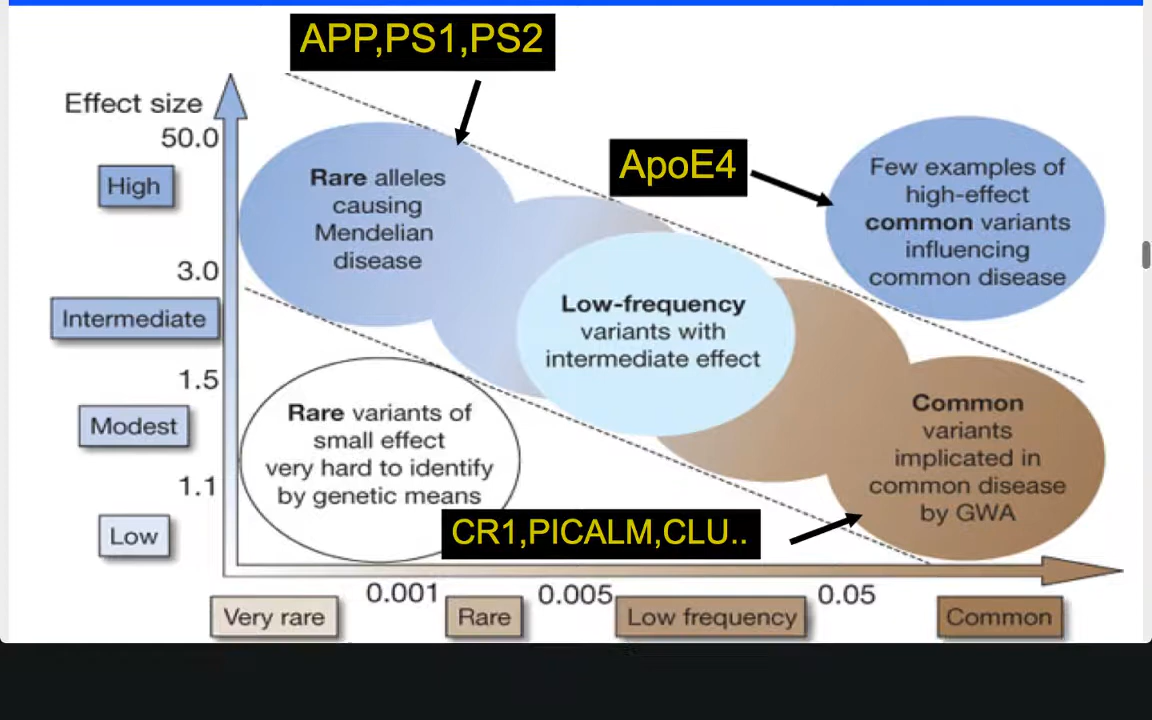 APP,PS1,PS2
Effect size
50.0
High
3.0
Intermediate
1.5
Modest
1.1
Low
Rare alleles
causing
Mendelian
disease
ApoE4
Few examples of
high-effect
common variants
influencing
common disease
Low-frequency
variants with
intermediate effect
Rare variants of
small effect
very hard to identify
by genetic means
Common
variants
implicated in
common disease
by GWA
CR1,PICALM,CLU..
0.001
0.005
0.05
Very rare
Rare
Low frequency
Common